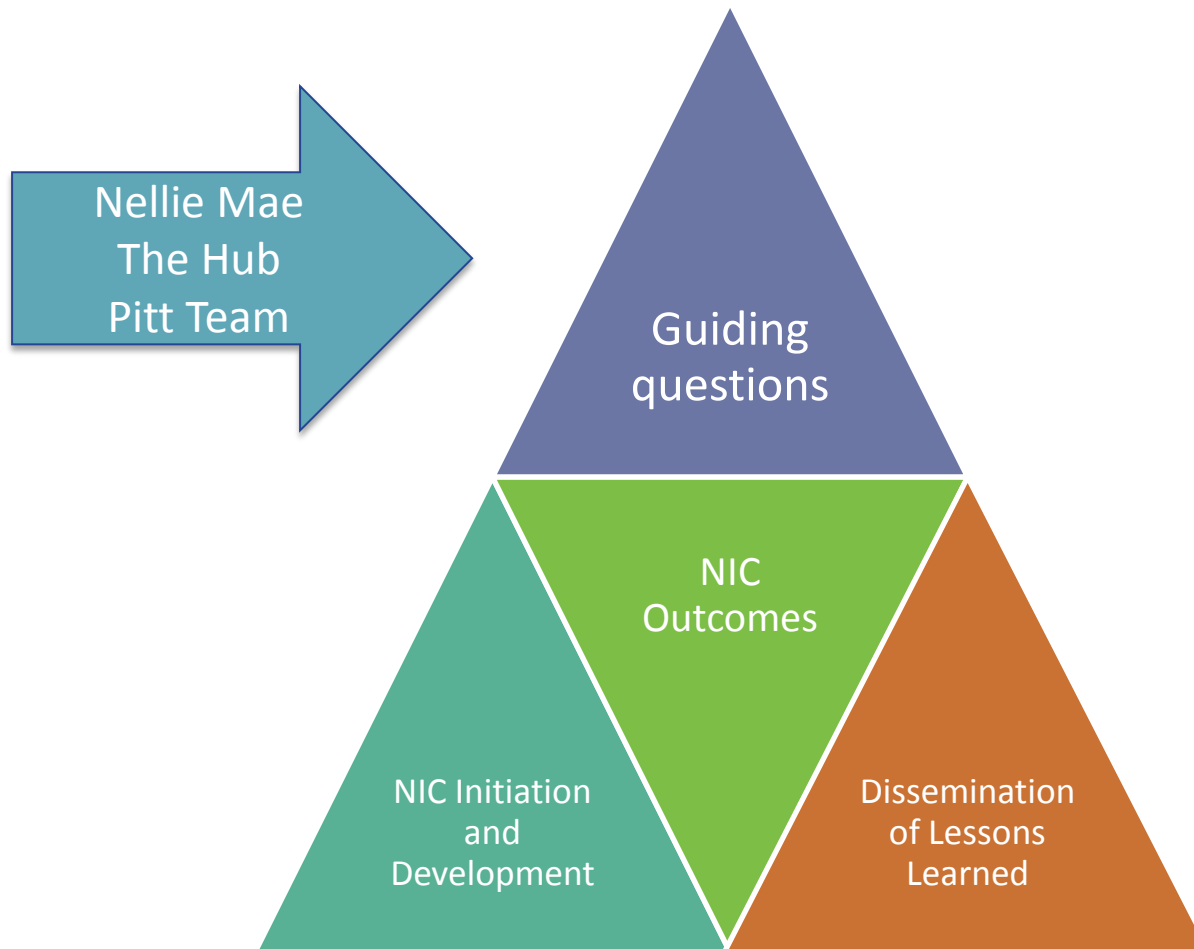 Nellie Mae
The Hub
Pitt Team
Guiding
questions
NIC
Outcomes
NIC Initiation
and
Development
Dissemination
of Lessons
Learned